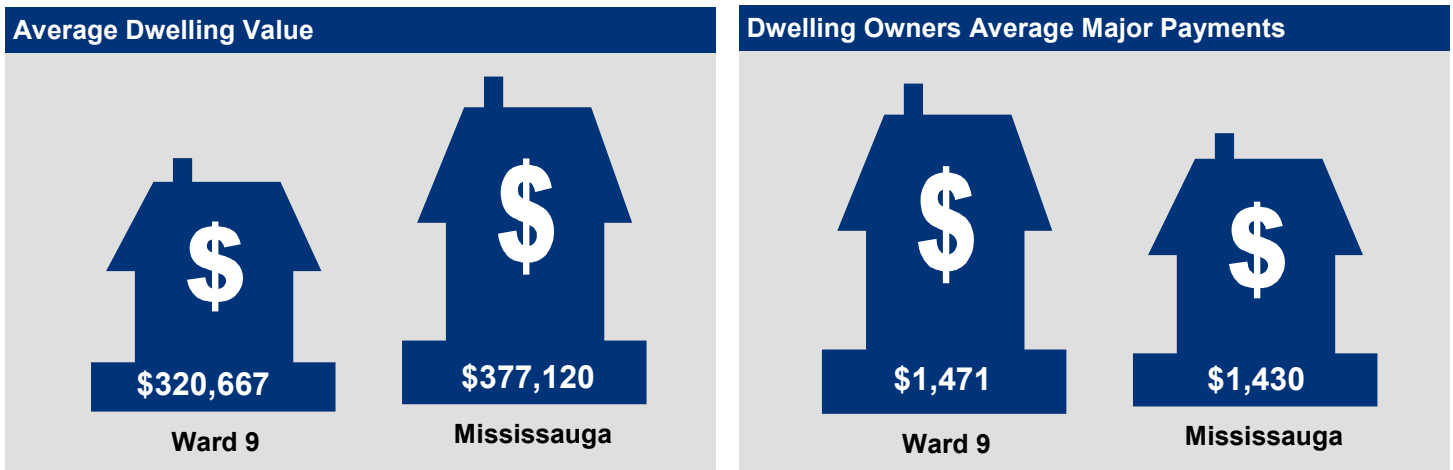 Average Dwelling Value
$
$
$320,667
$377,120
Ward 9
Mississauga
Dwelling Owners Average Major Payments
$
$
$1,471
$1,430
Ward 9
Mississauga